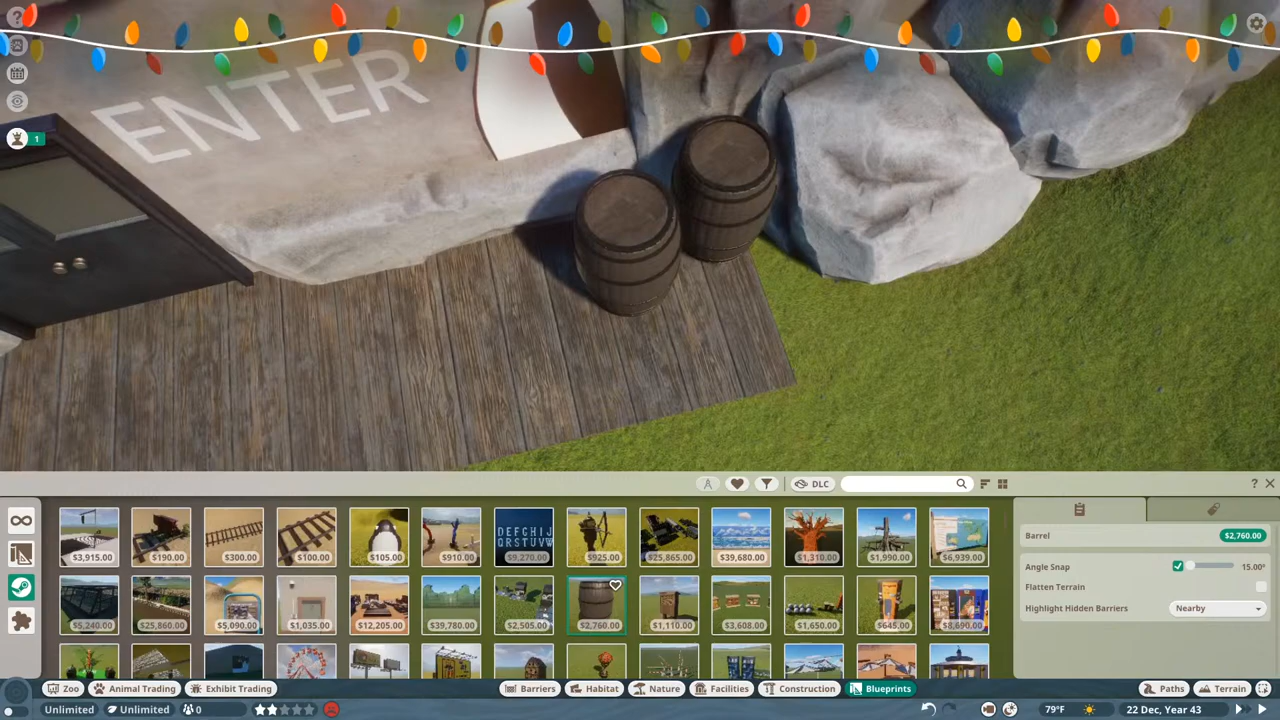 ENTER
1
DLC
$3,915.00
$190.00
$300.00
$100.00
$105.00
$910.00
DEFGHIJ
QRSTUVW
$9,270.00
$925.00
$25,865.00
$39,680.00
$1,310.00
$1,990.00
$6,939.00
$5,240.00
$25,860.00
$5,090.00
$1,035.00
$12,205.00
$39,780.00
$2,505.00
$2,760.00
$1,110.00
$3,608.00
$1,650.00
$645.00
$8,690.00
Barrel $2,760.00
Angle Snap 15.00°
Flatten Terrain
Highlight Hidden Barriers Nearby
Zoo Animal Trading Exhibit Trading Barriers Habitat Nature Facilities Construction Blueprints Paths Terrain
Unlimited Unlimited 0 79°F 22 Dec, Year 43